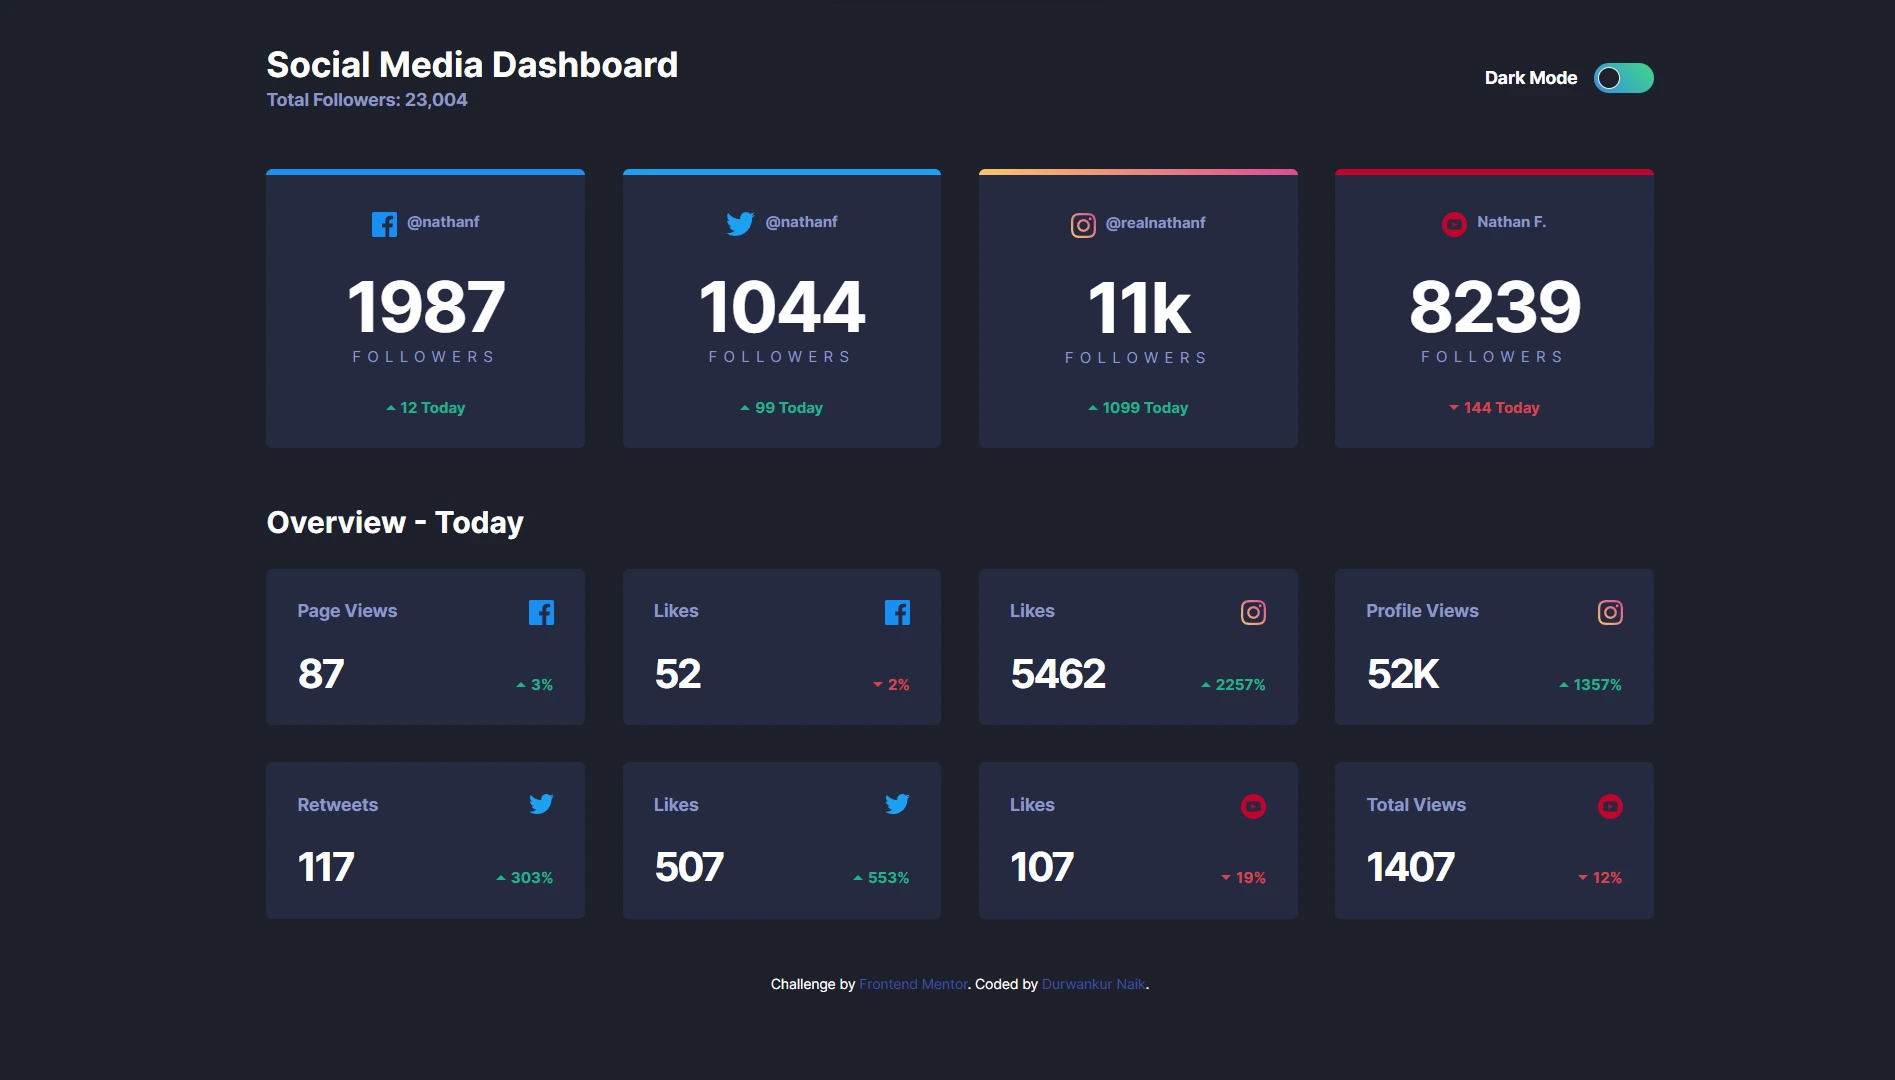 Social Media Dashboard
Total Followers: 23,004
Dark Mode
@nathanf
1987
FOLLOWERS
12 Today
@nathanf
1044
FOLLOWERS
99 Today
@realnathanf
11k
FOLLOWERS
1099 Today
Nathan F.
8239
FOLLOWERS
144 Today
Overview - Today
Page Views
87
3%
Likes
52
2%
Likes
5462
2257%
Profile Views
52K
1357%
Retweets
117
303%
Likes
507
553%
Likes
107
19%
Total Views
1407
12%
Challenge by Frontend Mentor. Coded by Durwankur Naik.